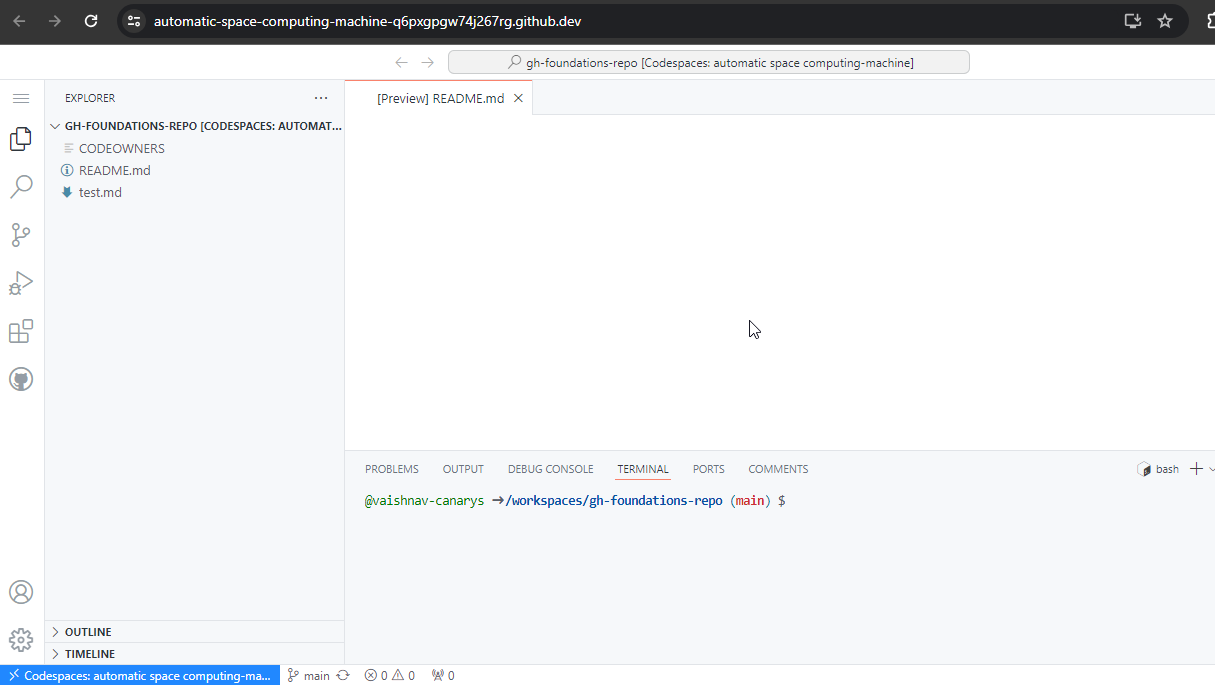 automatic-space-computing-machine-q6pxgpgw74j267rg.github.dev
gh-foundations-repo [Codespaces: automatic space computing-machine]
EXPLORER
[Preview] README.md
GH-FOUNDATIONS-REPO [CODESPACES: AUTOMAT...
CODEOWNERS
README.md
test.md
PROBLEMS OUTPUT DEBUG CONSOLE TERMINAL PORTS COMMENTS
bash
@vaishnav-canarys →/workspaces/gh-foundations-repo (main) $
OUTLINE
TIMELINE
Codespaces: automatic space computing-ma... main 0 0 0